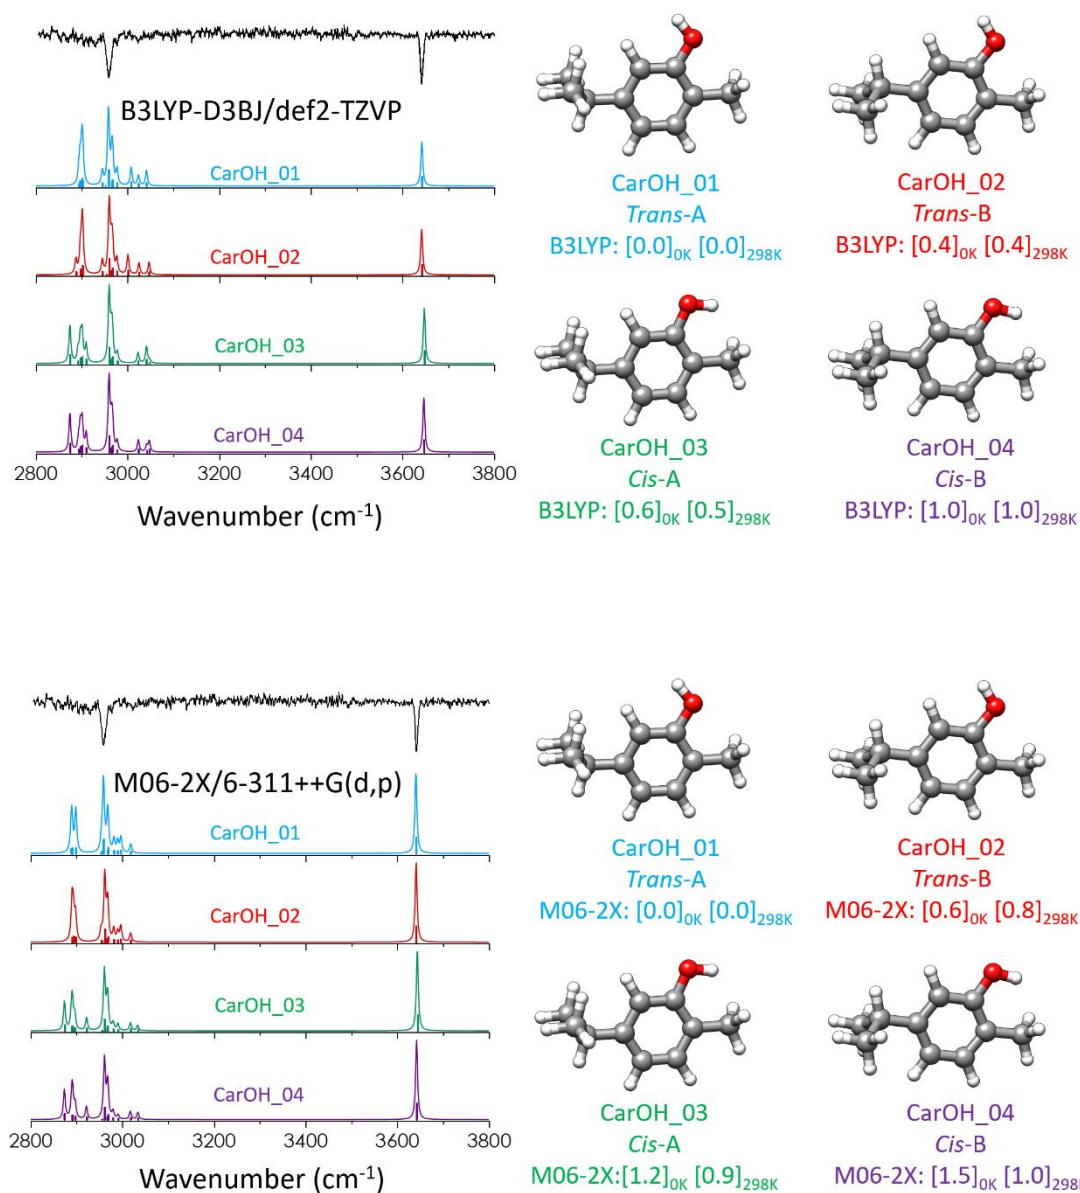 B3LYP-D3BJ/def2-TZVP
CarOH_01
CarOH_02
CarOH_03
CarOH_04
2800 3000 3200 3400 3600 3800
Wavenumber (cm-1)
CarOH_01
Trans-A
B3LYP: [0.0]0K [0.0]298K
CarOH_02
Trans-B
B3LYP: [0.4]0K [0.4]298K
CarOH_03
Cis-A
B3LYP: [0.6]0K [0.5]298K
CarOH_04
Cis-B
B3LYP: [1.0]0K [1.0]298K
M06-2X/6-311++G(d,p)
CarOH_01
CarOH_02
CarOH_03
CarOH_04
2800 3000 3200 3400 3600 3800
Wavenumber (cm-1)
CarOH_01
Trans-A
M06-2X: [0.0]0K [0.0]298K
CarOH_02
Trans-B
M06-2X: [0.6]0K [0.8]298K
CarOH_03
Cis-A
M06-2X:[1.2]0K [0.9]298K
CarOH_04
Cis-B
M06-2X: [1.5]0K [1.0]298